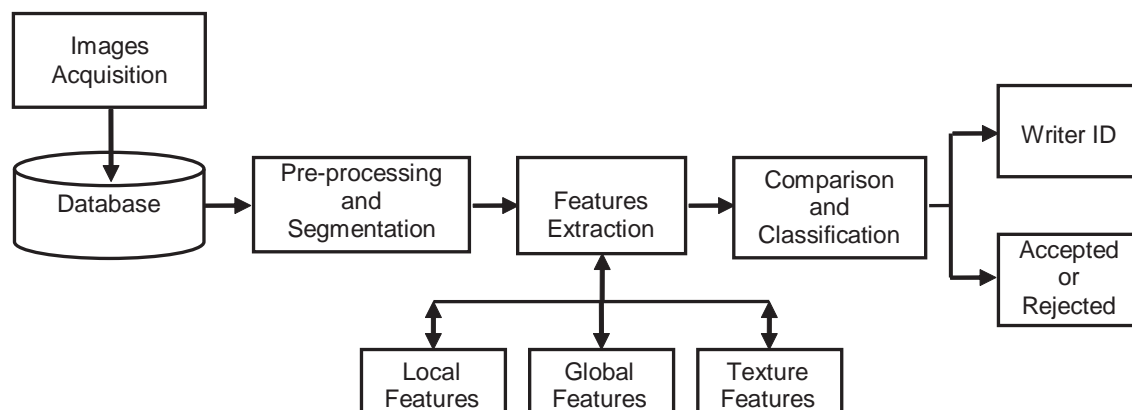 Images
Acquisition
Database
Pre-processing
and
Segmentation
Features
Extraction
Comparison
and
Classification
Writer ID
Accepted
or
Rejected
Local
Features
Global
Features
Texture
Features